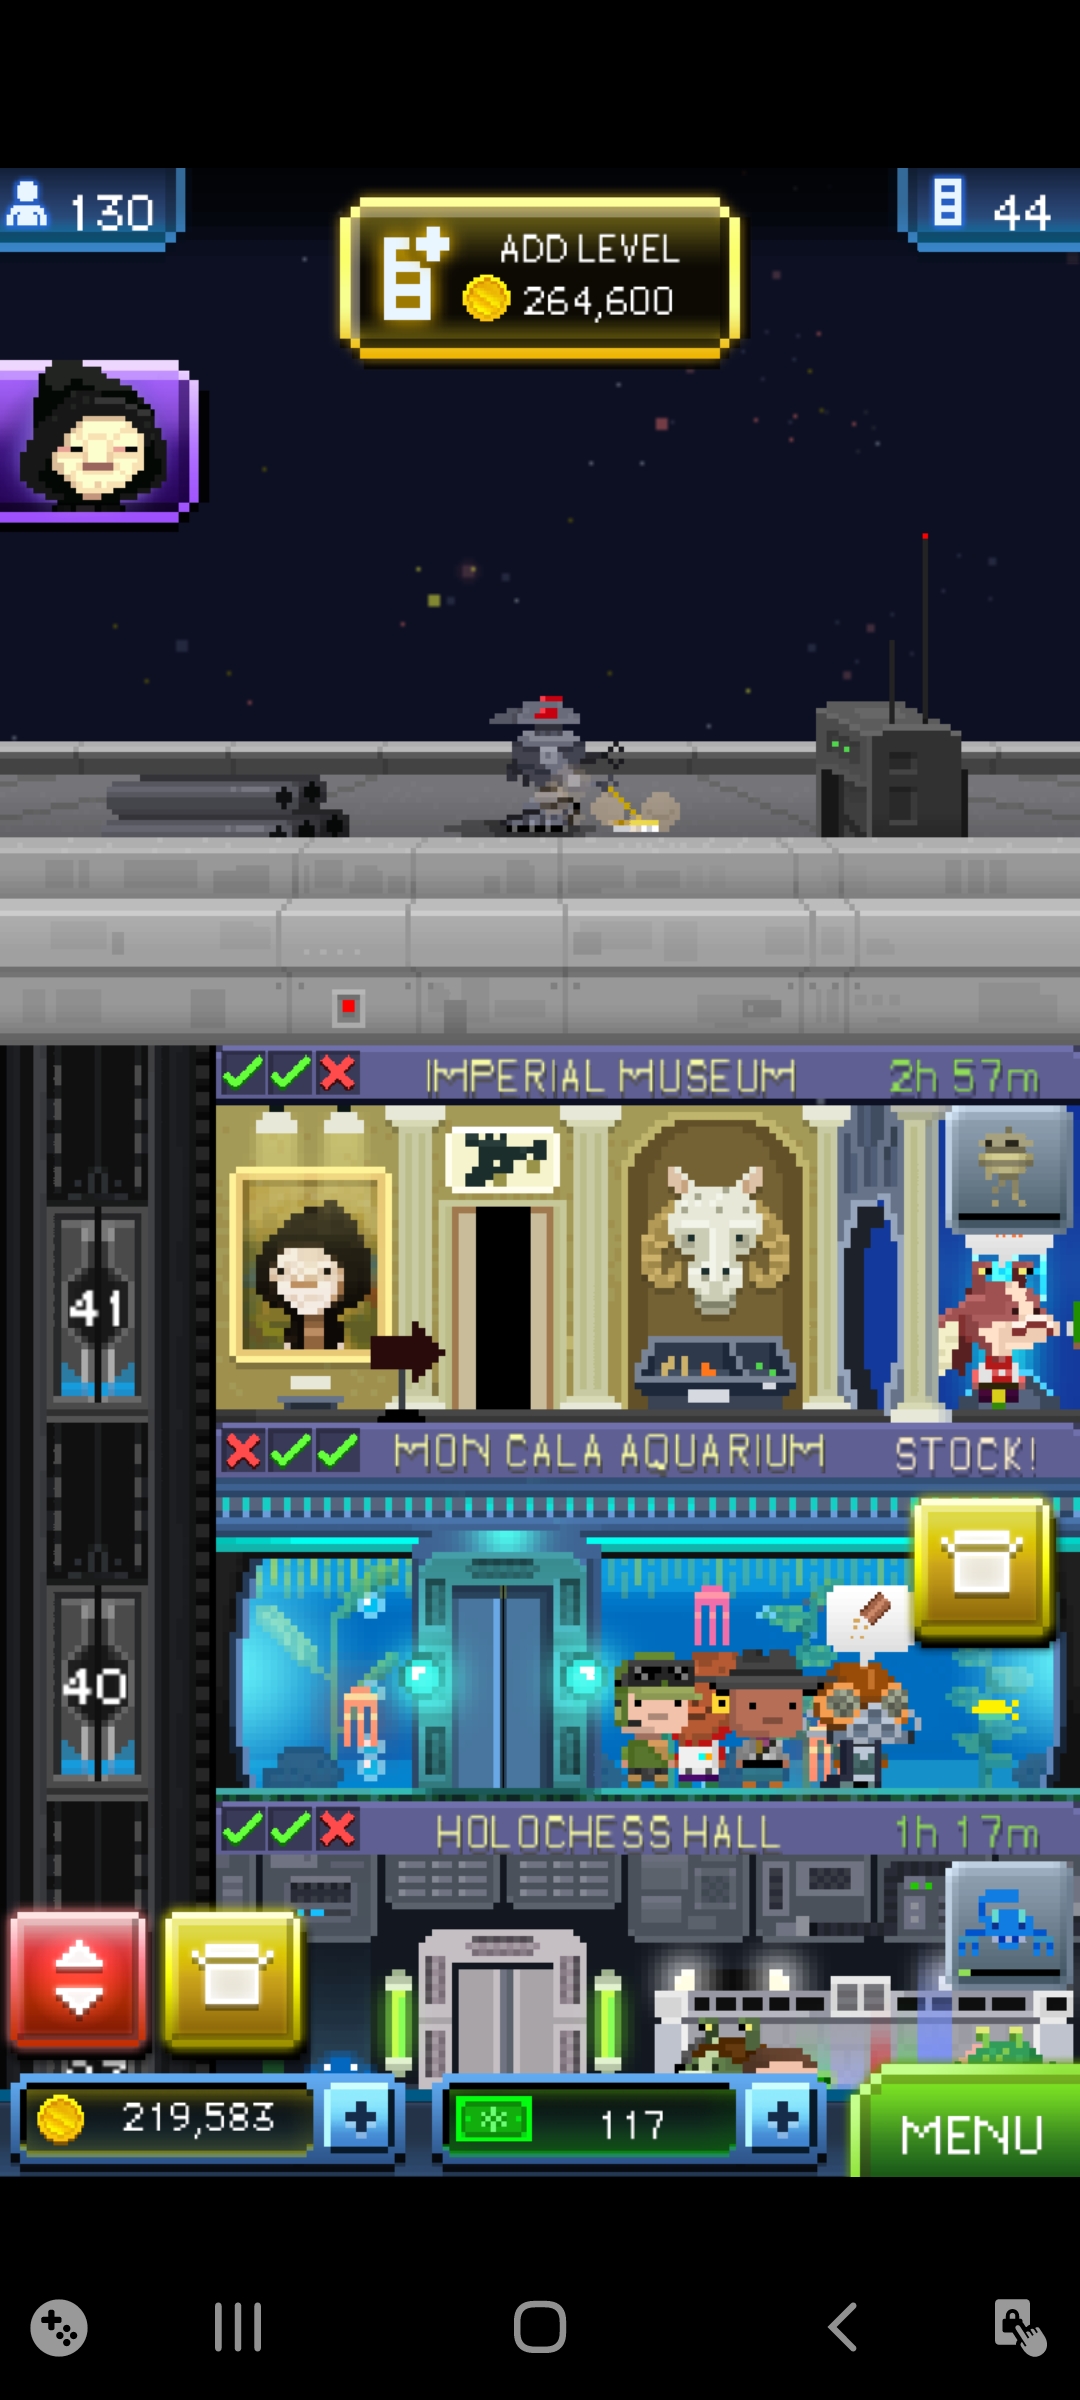 130
ADD LEVEL
264,600
44
IMPERIAL MUSEUM 2h 57m
41
MON CALA AQUARIUM STOCK!
40
HOLOCHESS HALL 1h 17m
219,583
117
MENU